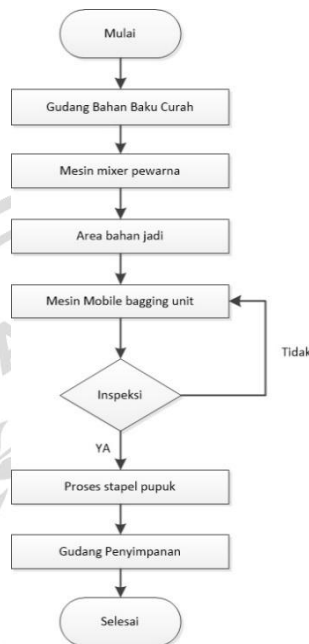 Mulai
Gudang Bahan Baku Curah
Mesin mixer pewarna
Area bahan jadi
Mesin Mobile bagging unit
Tidak
Inspeksi
YA
Proses stapel pupuk
Gudang Penyimpanan
Selesai